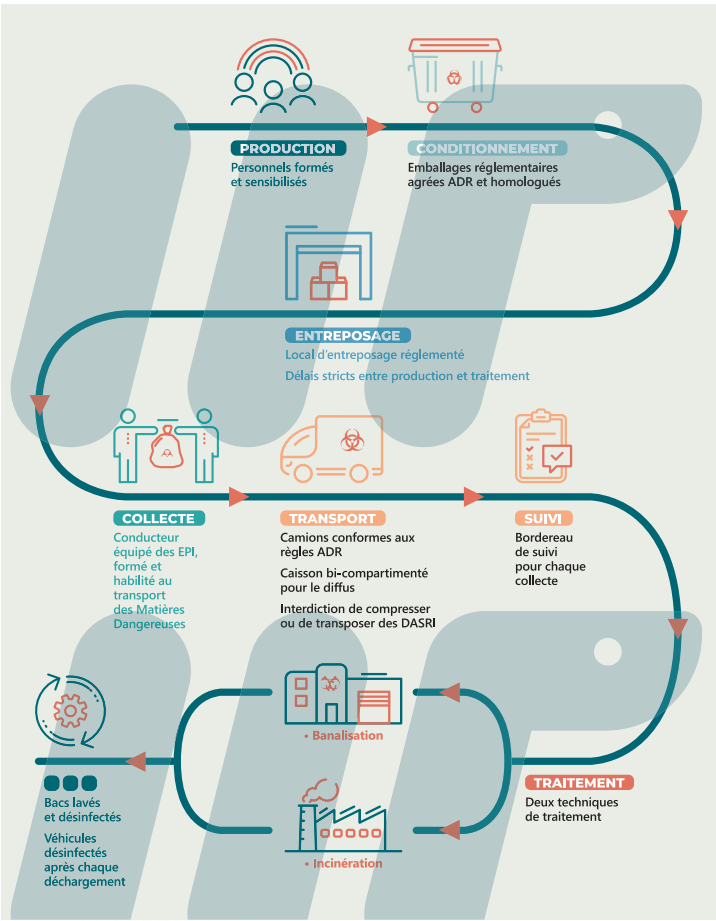 PRODUCTION
Personnels formés
et sensibilisés
CONDITIONNEMENT
Emballages réglementaires
agrées ADR et homologués
ENTREPOSAGE
Local d'entreposage réglementé
Délais stricts entre production et traitement
COLLECTE
Conducteur
équipé des EPI,
formé et
habilité au
transport
des Matières
Dangereuses
TRANSPORT
Camions conformes aux
règles ADR
Caisson bi-compartimenté
pour le diffus
Interdiction de compresser
ou de transposer des DASRI
SUIVI
Bordereau
de suivi
pour chaque
collecte
TRAITEMENT
Deux techniques
de traitement
• Banalisation
• Incinération
Bacs lavés
et désinfectés
Véhicules
désinfectés
après chaque
déchargement